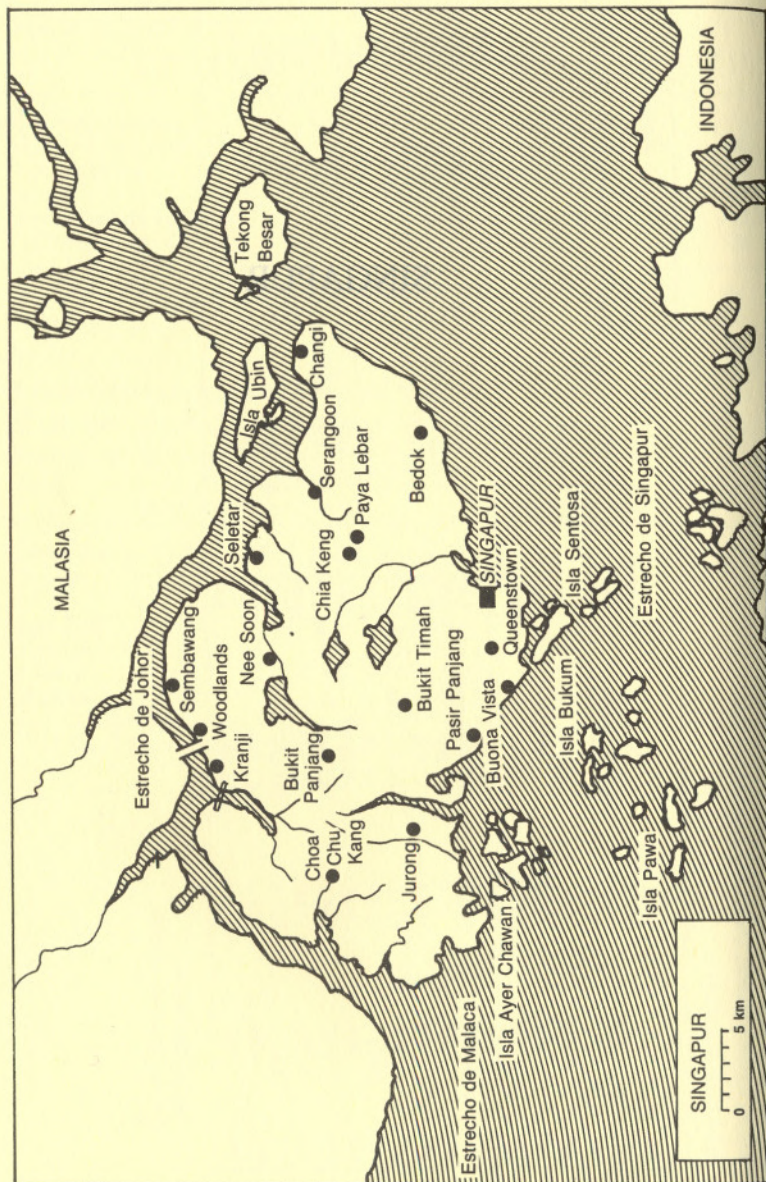 MALASIA
Estrecho de Johor
Sembawang
Woodlands
Kranji
Nee Soon
Seletar
Isla Ubin
Tekong
Besar
Changi
Serangoon
Paya Lebar
Chia Keng
Bukit
Panjang
Choa
Chu
Kang
Jurong
Bukit Timah
Bedok
SINGAPUR
Queenstown
Pasir Panjang
Buona Vista
Isla Ayer Chawan
Isla Sentosa
Isla Bukum
Isla Pawa
Estrecho de Malaca
Estrecho de Singapur
INDONESIA
SINGAPUR
0
5 km